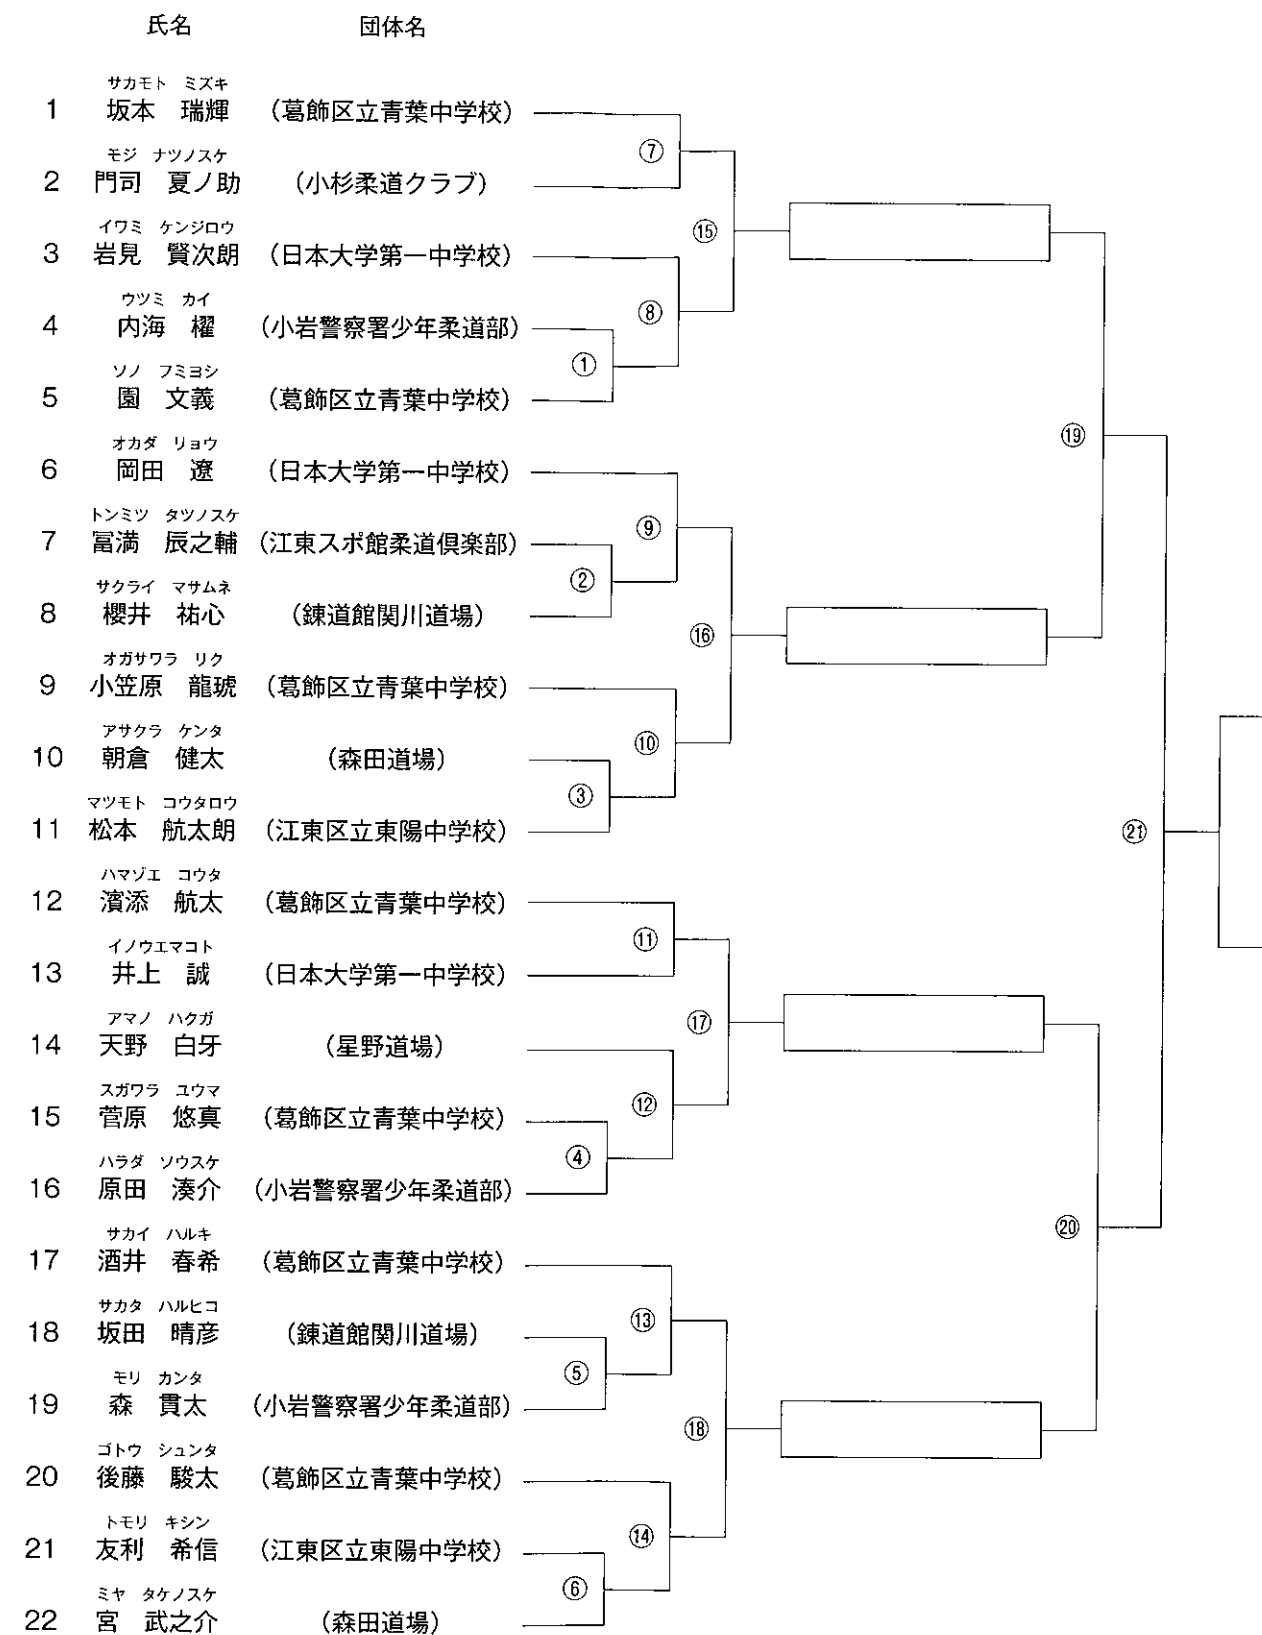 氏名 団体名
サカモト ミズキ
1 坂本 瑞輝 (葛飾区立青葉中学校)
モジ ナツノスケ
⑦
2 門司 夏ノ助 (小杉柔道クラブ)
イワミ ケンジロウ
⑮
3 岩見 賢次朗 (日本大学第一中学校)
ウツミ カイ
⑧
4 内海 櫂 (小岩警察署少年柔道部)
ソノ フミヨシ
①
5 園 文義 (葛飾区立青葉中学校)
オカダ リョウ
⑲
6 岡田 遼 (日本大学第一中学校)
トンミツ タツノスケ
⑨
7 冨満 辰之輔 (江東スポ館柔道倶楽部)
サクライ マサムネ
②
8 櫻井 祐心 (錬道館関川道場)
⑯
オガサワラ リク
9 小笠原 龍琥 (葛飾区立青葉中学校)
アサクラ ケンタ
⑩
10 朝倉 健太 (森田道場)
マツモト コウタロウ
③
11 松本 航太朗 (江東区立東陽中学校)
㉑
ハマゾエ コウタ
12 濱添 航太 (葛飾区立青葉中学校)
イノウエマコト
⑪
13 井上 誠 (日本大学第一中学校)
アマノ ハクガ
⑰
14 天野 白牙 (星野道場)
スガワラ ユウマ
⑫
15 菅原 悠真 (葛飾区立青葉中学校)
ハラダ ソウスケ
④
16 原田 湊介 (小岩警察署少年柔道部)
サカイ ハルキ
⑳
17 酒井 春希 (葛飾区立青葉中学校)
サカタ ハルヒコ
⑬
18 坂田 晴彦 (錬道館関川道場)
モリ カンタ
⑤
19 森 貫太 (小岩警察署少年柔道部)
⑱
ゴトウ シュンタ
20 後藤 駿太 (葛飾区立青葉中学校)
トモリ キシン
⑭
21 友利 希信 (江東区立東陽中学校)
ミヤ タケノスケ
⑥
22 宮 武之介 (森田道場)